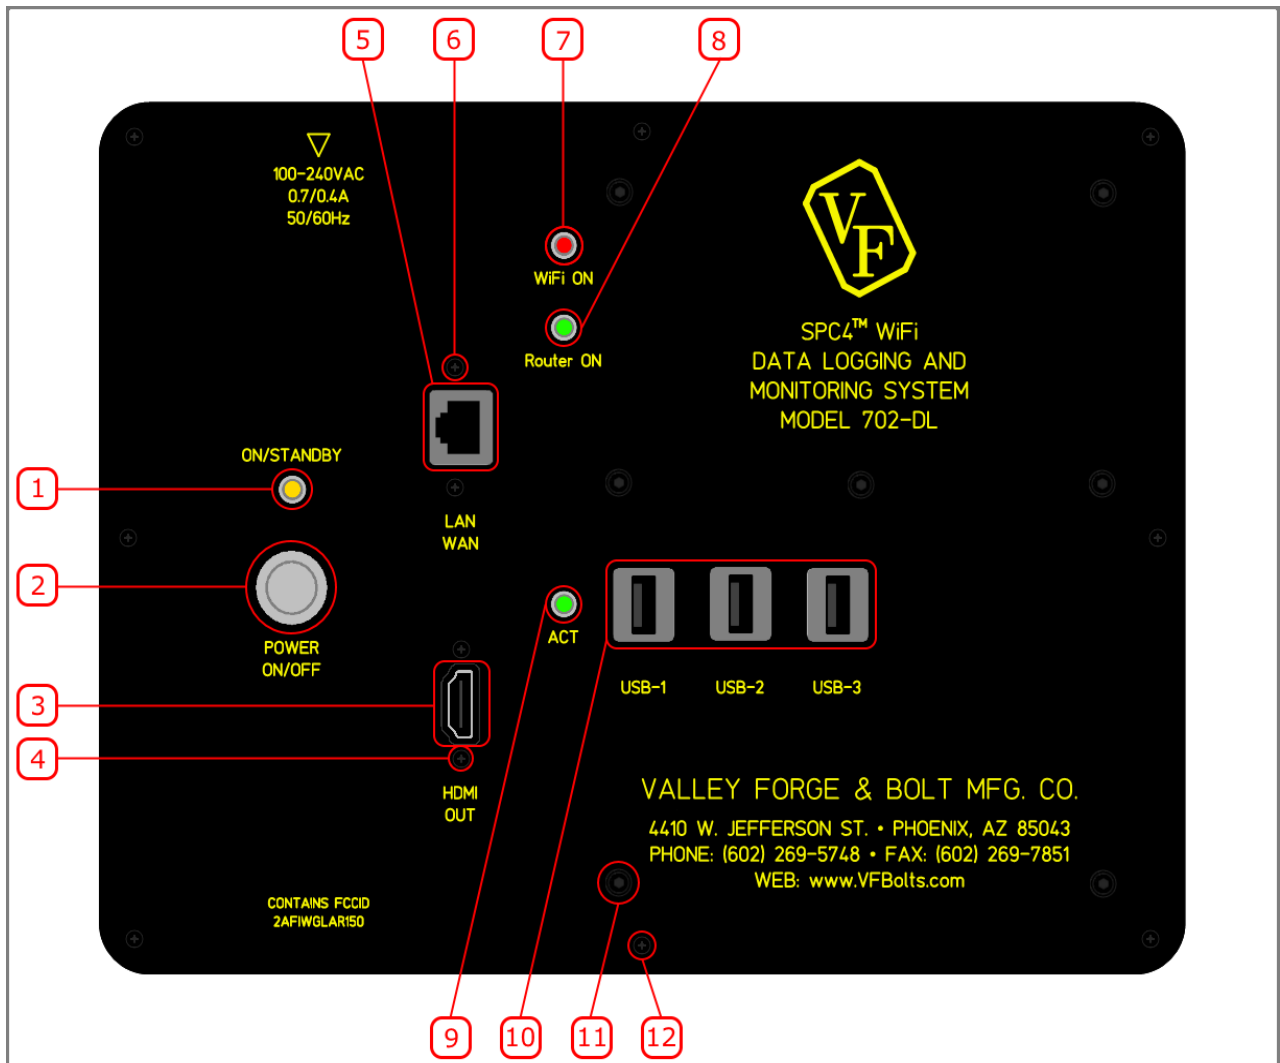 5
6
7
8
100-240VAC
0.7/0.4A
50/60Hz
VF
WiFi ON
Router ON
SPC4™ WiFi
DATA LOGGING AND
MONITORING SYSTEM
MODEL 702-DL
ON/STANDBY
1
LAN
WAN
2
POWER
ON/OFF
ACT
USB-1
USB-2
USB-3
3
4
HDMI
OUT
VALLEY FORGE & BOLT MFG. CO.
4410 W. JEFFERSON ST. • PHOENIX, AZ 85043
PHONE: (602) 269-5748 • FAX: (602) 269-7851
WEB: www.VFBolts.com
CONTAINS FCCID
2AFIWGLAR150
9
10
11
12